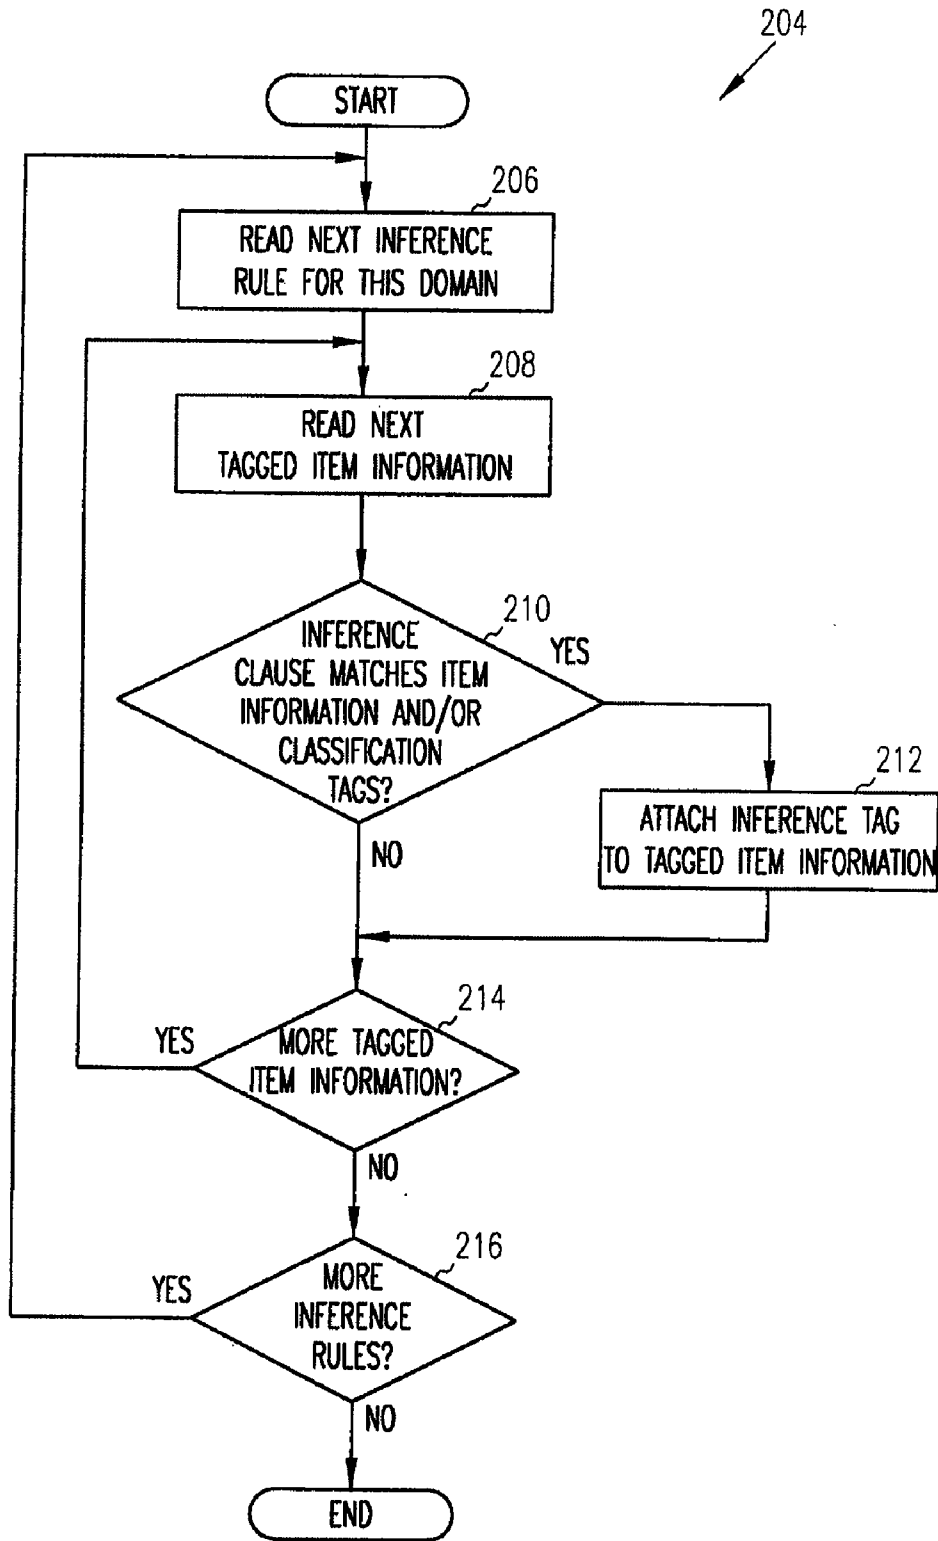 204
START
206
READ NEXT INFERENCE
RULE FOR THIS DOMAIN
208
READ NEXT
TAGGED ITEM INFORMATION
210
INFERENCE
CLAUSE MATCHES ITEM
INFORMATION AND/OR
CLASSIFICATION
TAGS?
YES
212
ATTACH INFERENCE TAG
TO TAGGED ITEM INFORMATION
NO
214
YES
MORE TAGGED
ITEM INFORMATION?
NO
216
YES
MORE
INFERENCE
RULES?
NO
END